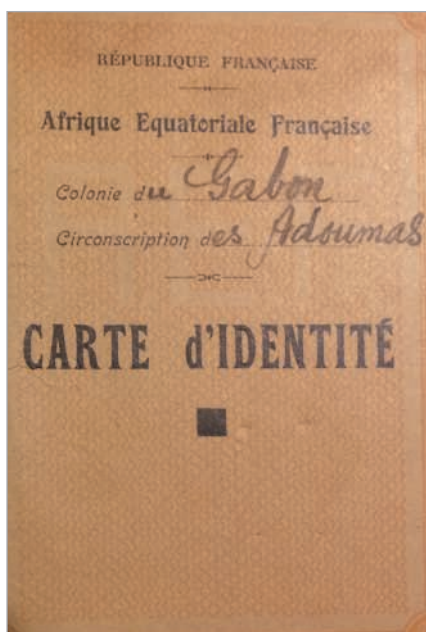 RÉPUBLIQUE FRANÇAISE
Afrique Equatoriale Française
Colonie du Gabon
Circonscription des Adoumas
CARTE d'IDENTITÉ